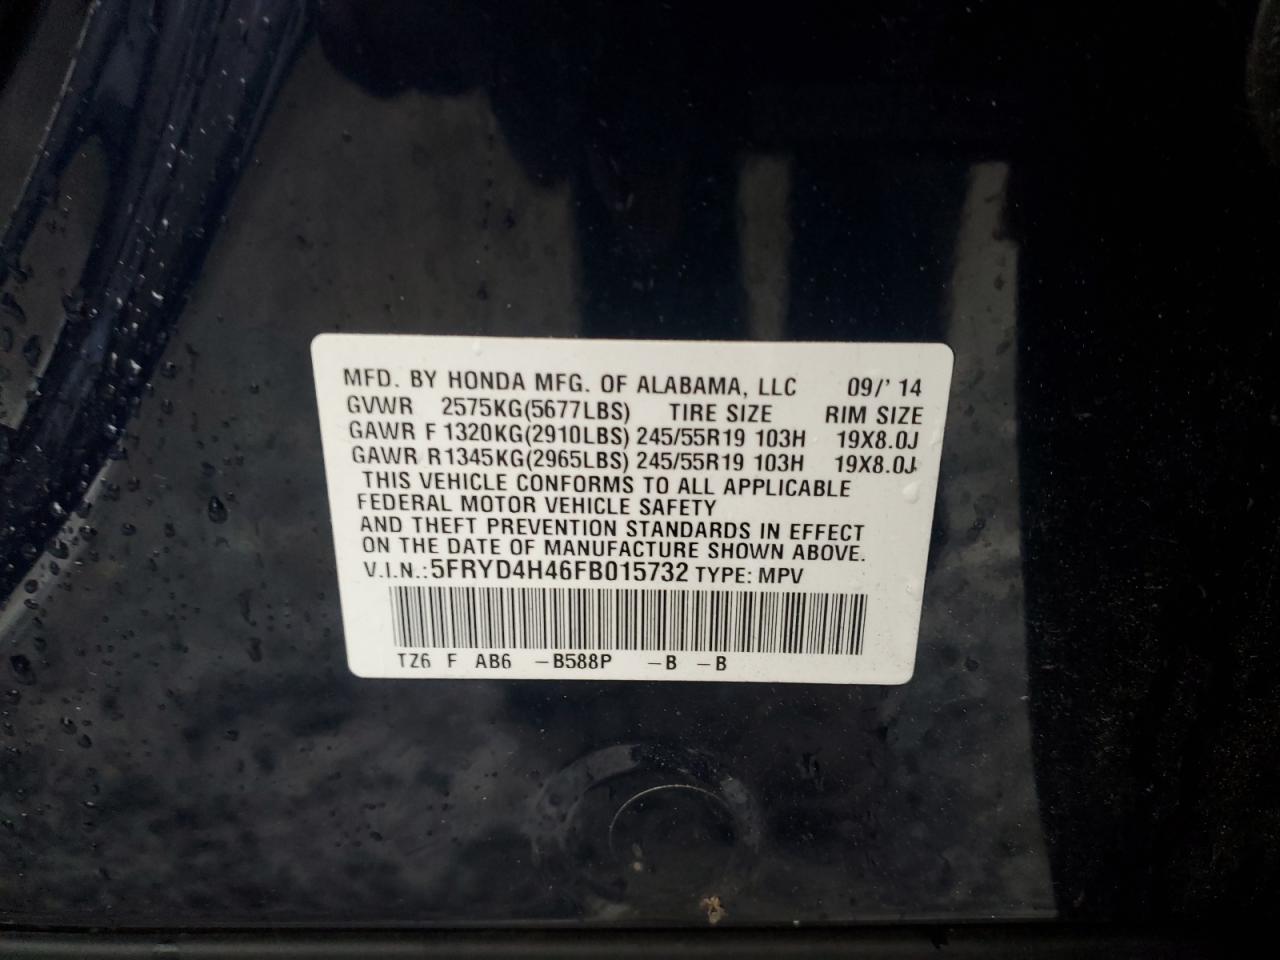 MFD. BY HONDA MFG. OF ALABAMA, LLC 09/' 14
GVWR 2575KG(5677LBS) TIRE SIZE RIM SIZE
GAWR F 1320KG(2910LBS) 245/55R19 103H 19X8.0J
GAWR R1345KG(2965LBS) 245/55R19 103H 19X8.0J
THIS VEHICLE CONFORMS TO ALL APPLICABLE
FEDERAL MOTOR VEHICLE SAFETY
AND THEFT PREVENTION STANDARDS IN EFFECT
ON THE DATE OF MANUFACTURE SHOWN ABOVE.
V.I.N.:5FRYD4H46FB015732 TYPE: MPV
TZ6 F AB6 -B588P -B -B